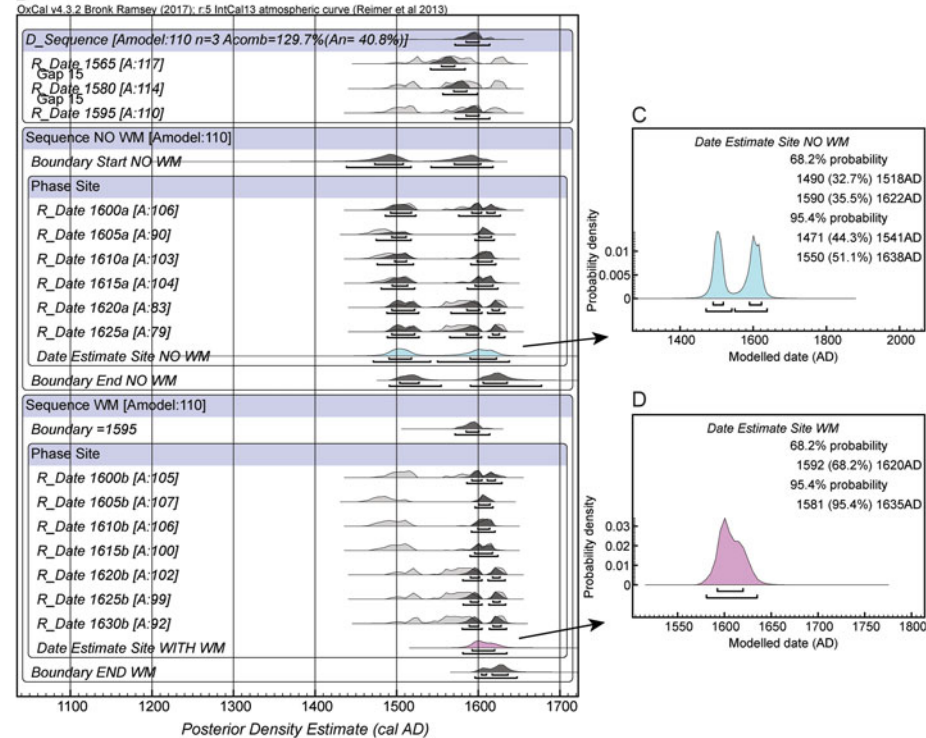 OxCal v4.3.2 Bronk Ramsey (2017); r:5 IntCal13 atmospheric curve (Reimer et al 2013)
D_Sequence [Amodel:110 n=3 Acomb=129.7%(An= 40.8%)]
R_Date 1565 [A:117]
Gap 15
R_Date 1580 [A:114]
Gap 15
R_Date 1595 [A:110]
Sequence NO WM [Amodel:110]
Boundary Start NO WM
Phase Site
R_Date 1600a [A:106]
R_Date 1605a [A:90]
R_Date 1610a [A:103]
R_Date 1615a [A:104]
R_Date 1620a [A:83]
R_Date 1625a [A:79]
Date Estimate Site NO WM
Boundary End NO WM
Sequence WM [Amodel:110]
Boundary =1595
Phase Site
R_Date 1600b [A:105]
R_Date 1605b [A:107]
R_Date 1610b [A:106]
R_Date 1615b [A:100]
R_Date 1620b [A:102]
R_Date 1625b [A:99]
R_Date 1630b [A:92]
Date Estimate Site WITH WM
Boundary END WM
1100 1200 1300 1400 1500 1600 1700
Posterior Density Estimate (cal AD)
C
Date Estimate Site NO WM
68.2% probability
1490 (32.7%) 1518AD
1590 (35.5%) 1622AD
95.4% probability
1471 (44.3%) 1541AD
1550 (51.1%) 1638AD
Probability density
0.01
0.005
0
1400 1500 1600 1700 1800 1900 2000
Modelled date (AD)
D
Date Estimate Site WM
68.2% probability
1592 (68.2%) 1620AD
95.4% probability
1581 (95.4%) 1635AD
Probability density
0.03
0.02
0.01
0
1550 1600 1650 1700 1750 1800
Modelled date (AD)